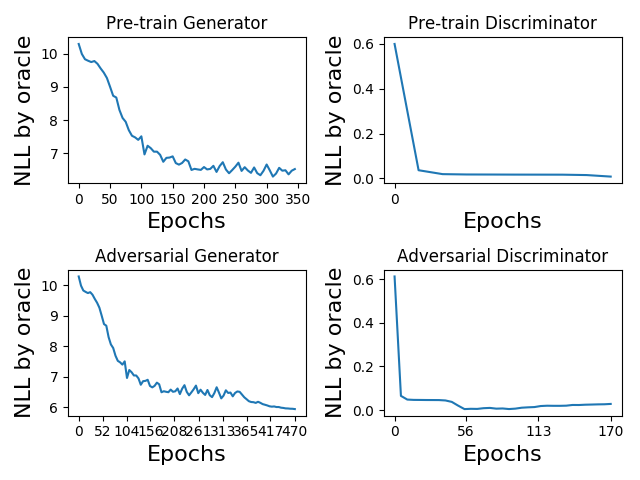 Pre-train Generator
NLL by oracle
10
9
8
7
0 50 100 150 200 250 300 350
Epochs
Pre-train Discriminator
NLL by oracle
0.6
0.4
0.2
0.0
0
Epochs
Adversarial Generator
NLL by oracle
10
9
8
7
6
0 52 104 156 208 261 313 365 417 470
Epochs
Adversarial Discriminator
NLL by oracle
0.6
0.4
0.2
0.0
0 56 113 170
Epochs